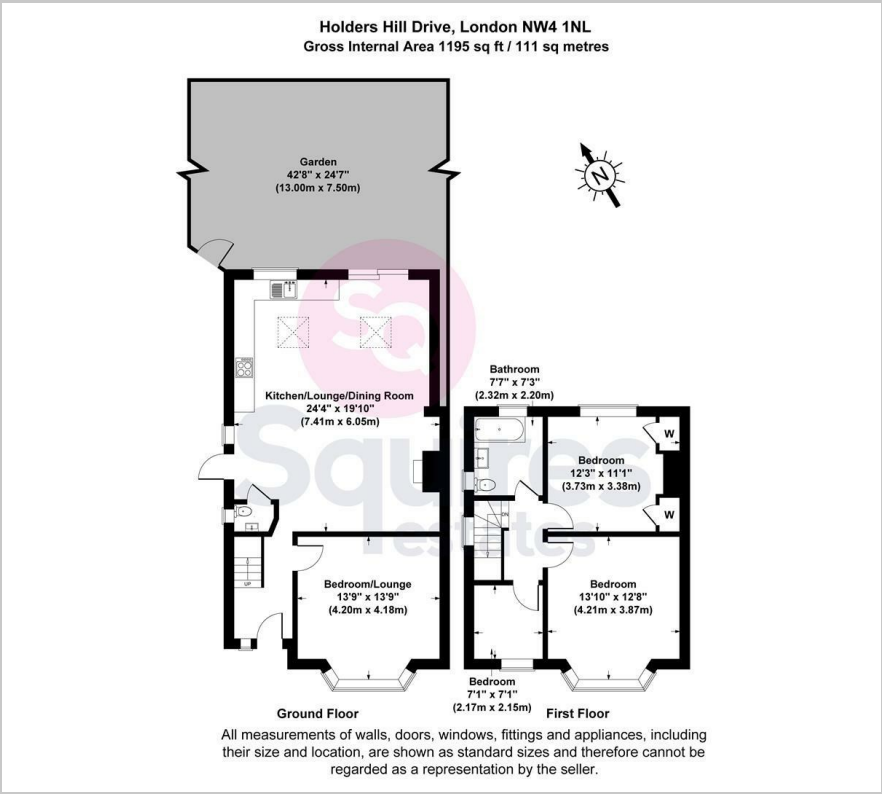 Holders Hill Drive, London NW4 1NL
Gross Internal Area 1195 sq ft / 111 sq metres
Garden
42'8" x 24'7"
(13.00m x 7.50m)
N
SQ
Squires
estates
Kitchen/Lounge/Dining Room
24'4" x 19'10"
(7.41m x 6.05m)
UP
Bedroom/Lounge
13'9" x 13'9"
(4.20m x 4.18m)
Ground Floor
Bathroom
7'7" x 7'3"
(2.32m x 2.20m)
W
Bedroom
12'3" x 11'1"
(3.73m x 3.38m)
W
DN
Bedroom
13'10" x 12'8"
(4.21m x 3.87m)
Bedroom
7'1" x 7'1"
(2.17m x 2.15m)
First Floor
All measurements of walls, doors, windows, fittings and appliances, including
their size and location, are shown as standard sizes and therefore cannot be
regarded as a representation by the seller.